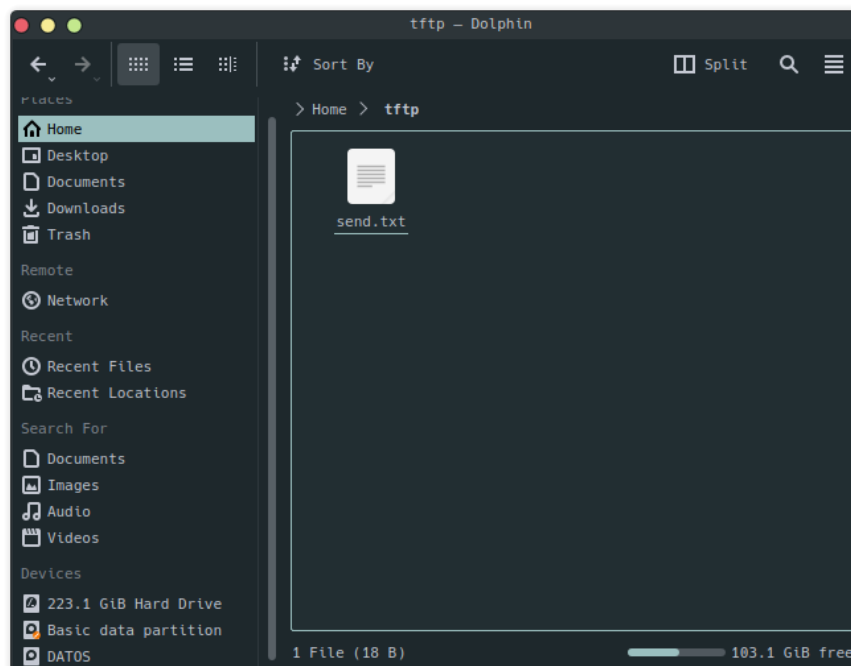 tftp — Dolphin
Sort By
Split
Places
Home
Desktop
Documents
Downloads
Trash
Remote
Network
Recent
Recent Files
Recent Locations
Search For
Documents
Images
Audio
Videos
Devices
223.1 GiB Hard Drive
Basic data partition
DATOS
Home > tftp
send.txt
1 File (18 B)
103.1 GiB free